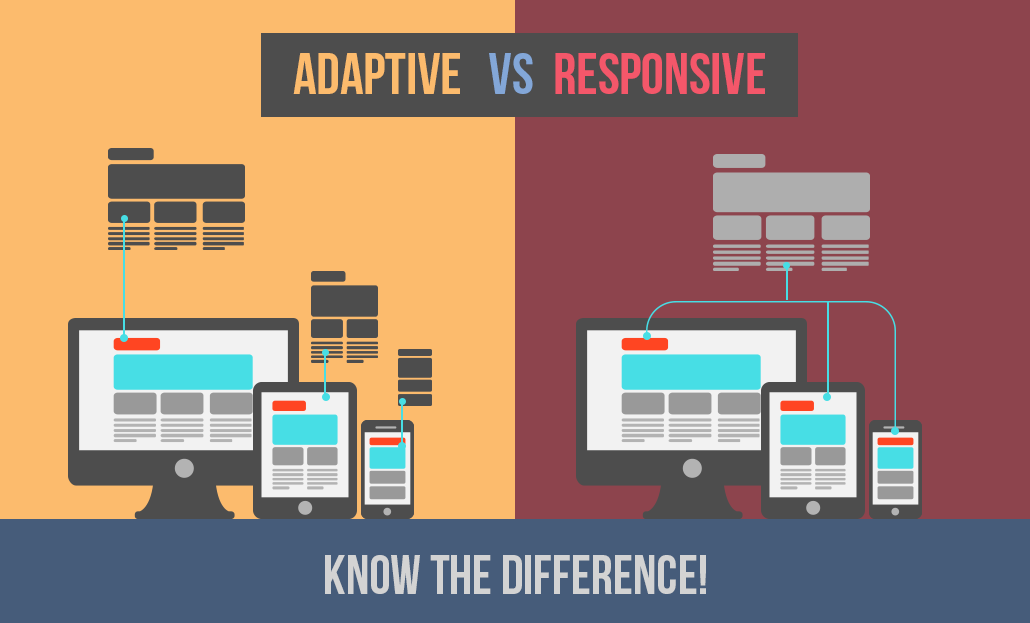 ADAPTIVE VS RESPONSIVE
KNOW THE DIFFERENCE!